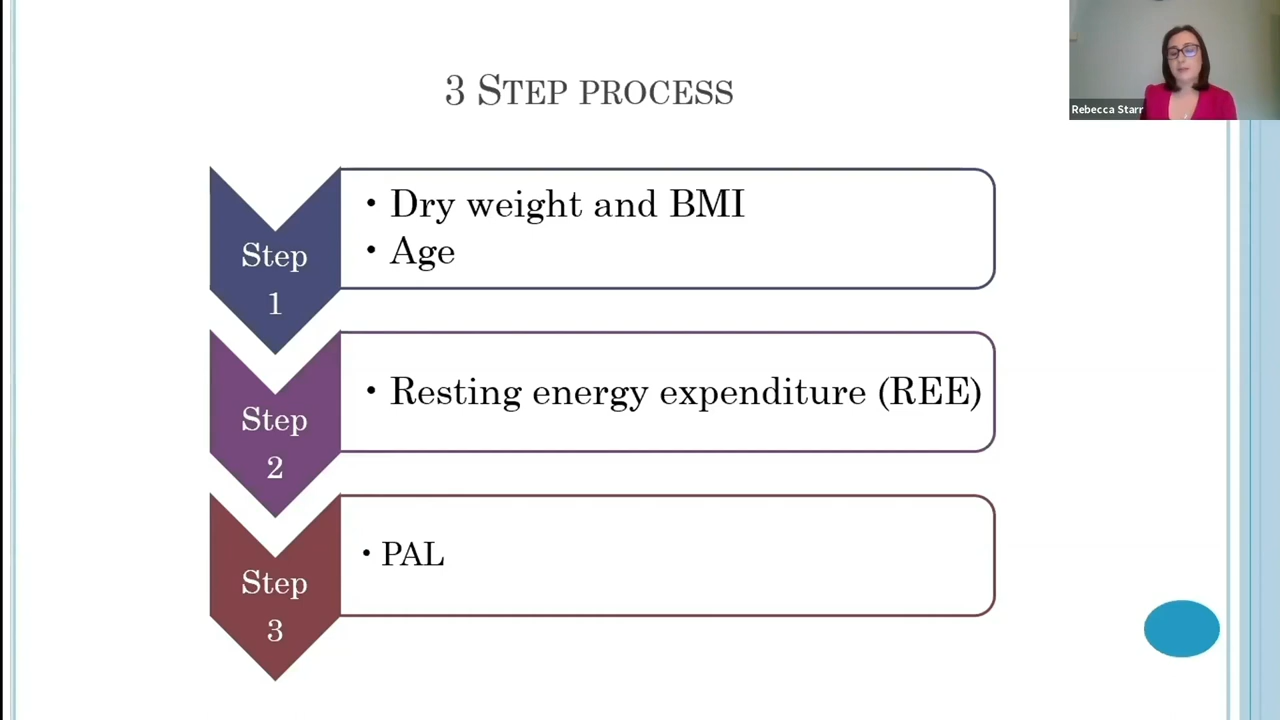 3 STEP PROCESS
Rebecca Starr
Step
1
• Dry weight and BMI
• Age
Step
2
• Resting energy expenditure (REE)
Step
3
• PAL